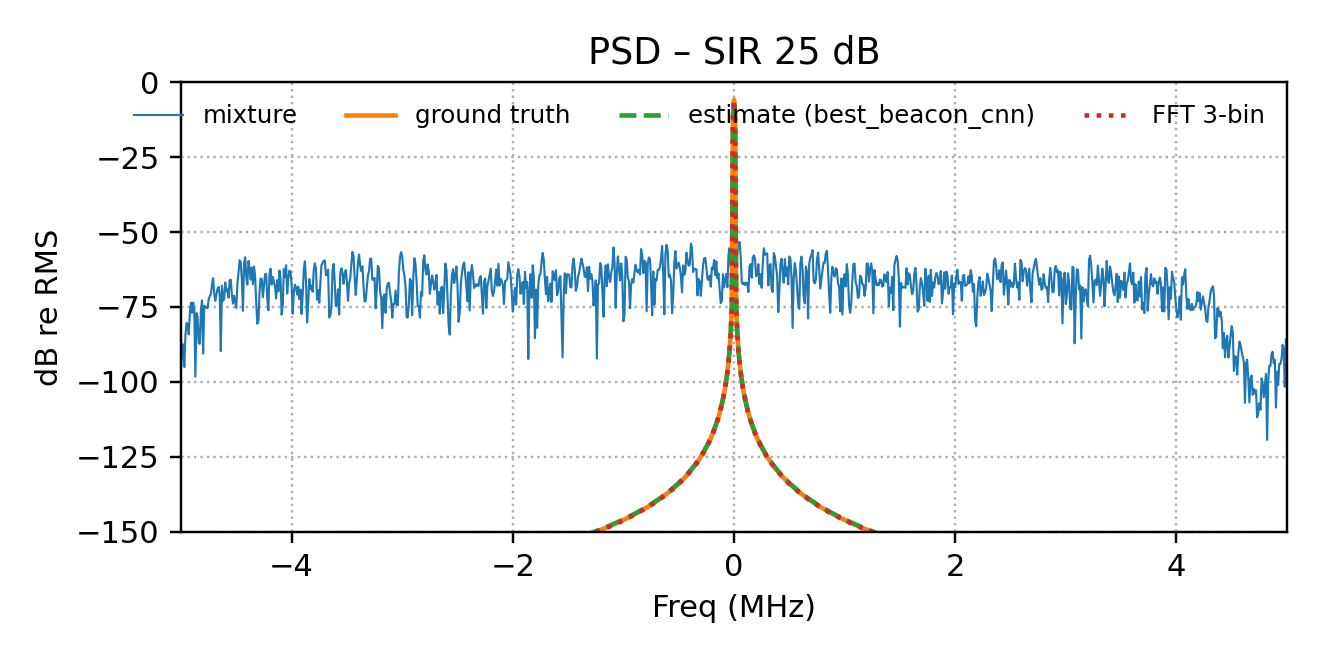 PSD – SIR 25 dB
mixture ground truth estimate (best_beacon_cnn) FFT 3-bin
0
−25
−50
−75
−100
−125
−150
dB re RMS
−4 −2 0 2 4
Freq (MHz)